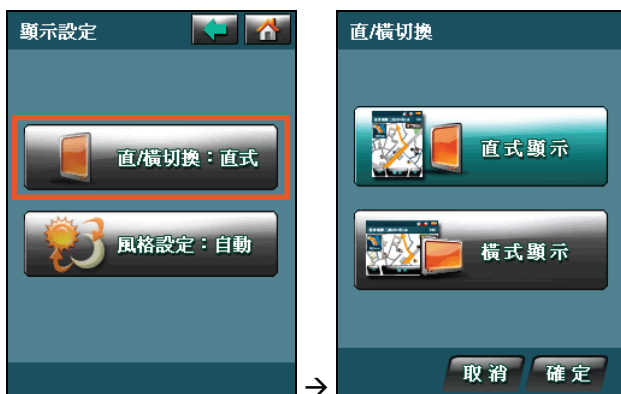 顯示設定
直/橫切換：直式
風格設定：自動
→
直/橫切換
直式顯示
橫式顯示
取消
確定